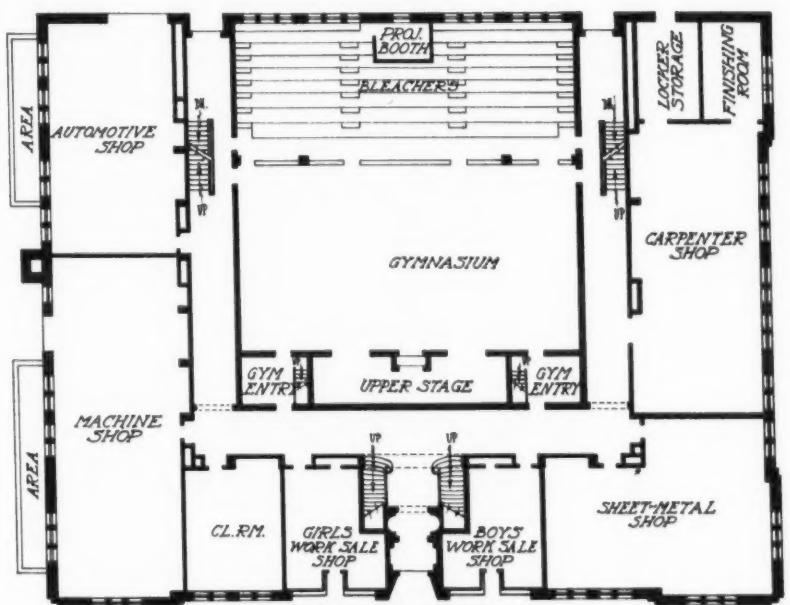 PROJ.
BOOTH
BLEACHERS
LOCKER
STORAGE
FINISHING
ROOM
AREA
AUTOMOTIVE
SHOP
DN.
UP
DN.
UP
CARPENTER
SHOP
GYMNASIUM
GYM
ENTRY
UP
UPPER STAGE
UP
GYM
ENTRY
MACHINE
SHOP
AREA
UP
UP
CL.RM.
GIRLS
WORK SALE
SHOP
BOYS
WORK SALE
SHOP
SHEET-METAL
SHOP